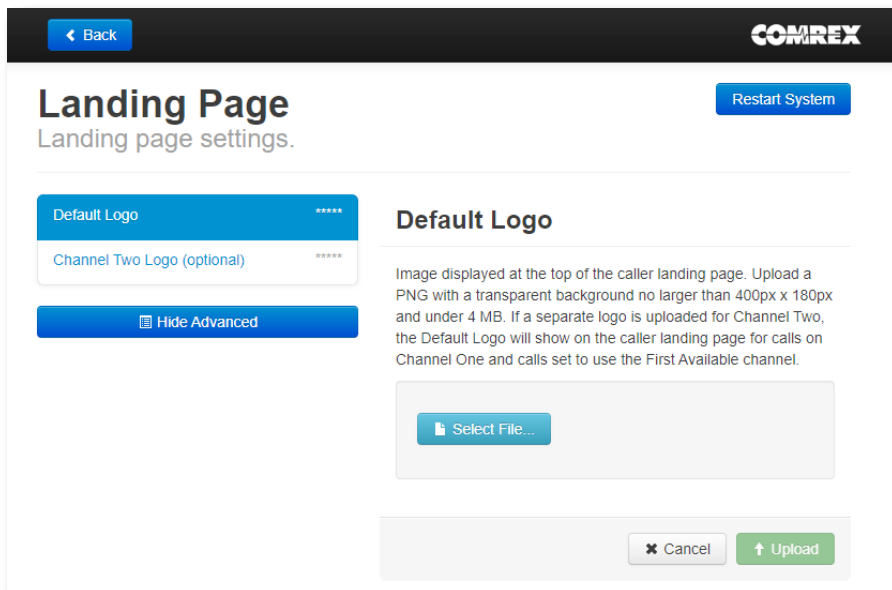 Back
COMREX
Landing Page
Restart System
Landing page settings.
Default Logo *****
Channel Two Logo (optional) *****
Hide Advanced
Default Logo
Image displayed at the top of the caller landing page. Upload a
PNG with a transparent background no larger than 400px x 180px
and under 4 MB. If a separate logo is uploaded for Channel Two,
the Default Logo will show on the caller landing page for calls on
Channel One and calls set to use the First Available channel.
Select File...
Cancel
Upload